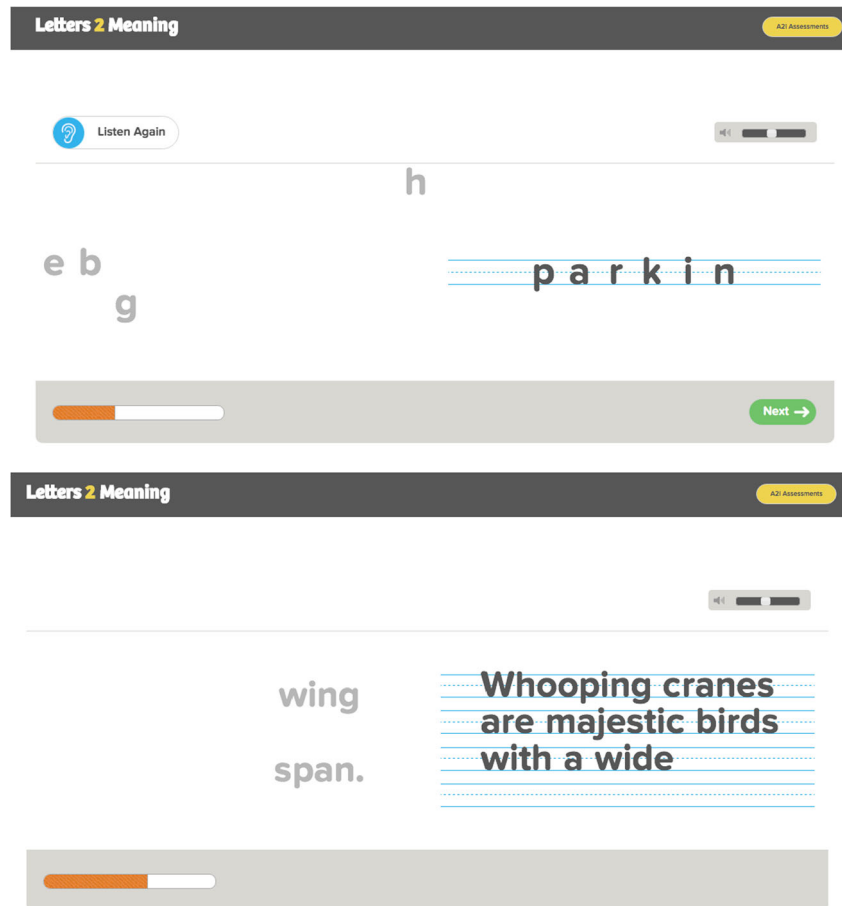 Letters 2 Meaning
A2I Assessments
Listen Again
h
e b
g
p a r k i n
Next
Letters 2 Meaning
A2I Assessments
wing
span.
Whooping cranes
are majestic birds
with a wide